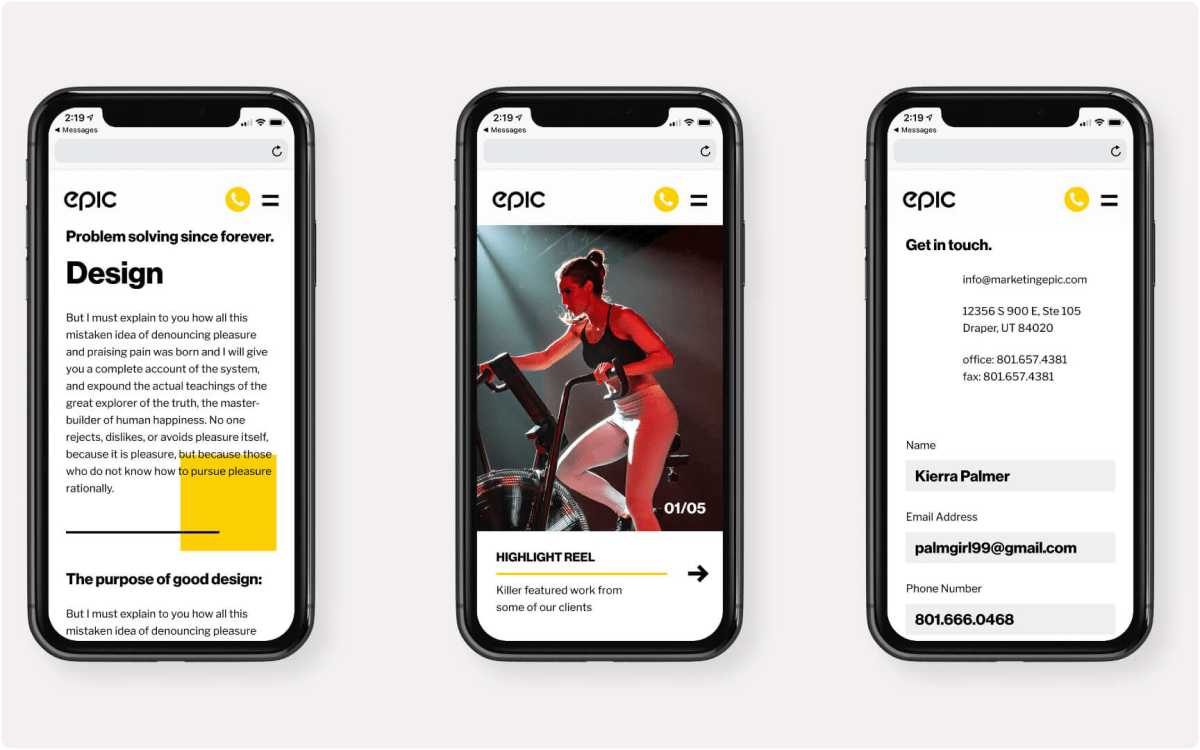 2:19
Messages
epic
Problem solving since forever.
Design
But I must explain to you how all this
mistaken idea of denouncing pleasure
and praising pain was born and I will give
you a complete account of the system,
and expound the actual teachings of the
great explorer of the truth, the master-
builder of human happiness. No one
rejects, dislikes, or avoids pleasure itself,
because it is pleasure, but because those
who do not know how to pursue pleasure
rationally.
The purpose of good design:
But I must explain to you how all this
mistaken idea of denouncing pleasure
2:19
Messages
epic
01/05
HIGHLIGHT REEL
Killer featured work from
some of our clients
2:19
Messages
epic
Get in touch.
info@marketingepic.com
12356 S 900 E, Ste 105
Draper, UT 84020
office: 801.657.4381
fax: 801.657.4381
Name
Kierra Palmer
Email Address
palmgirl99@gmail.com
Phone Number
801.666.0468